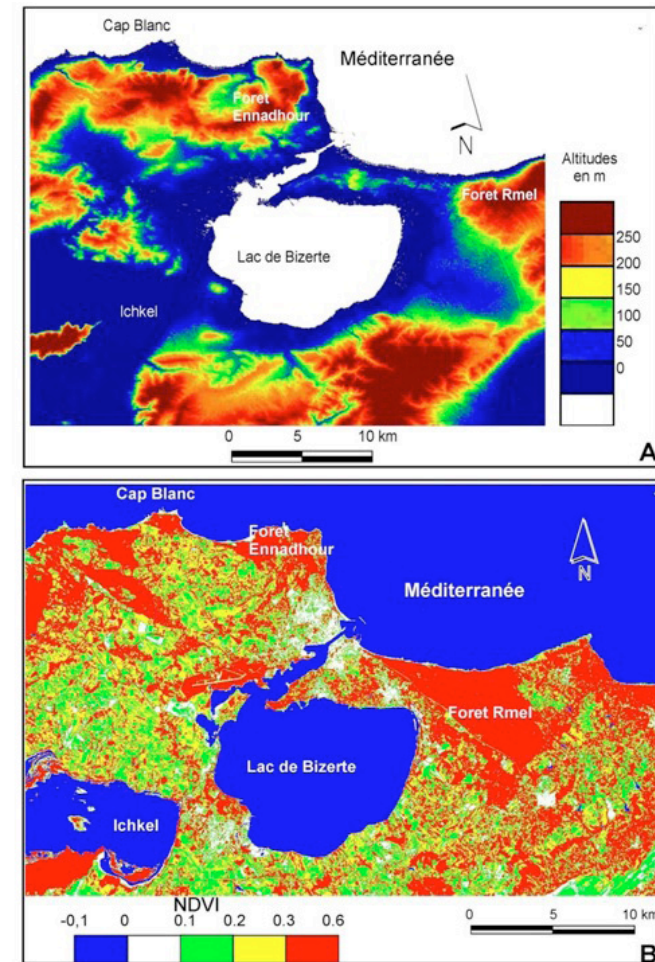 Cap Blanc
Méditerranée
Foret
Ennadhour
N
Altitudes
en m
Foret Rmel
250
200
150
100
50
0
Lac de Bizerte
Ichkel
0 5 10 km
A
Cap Blanc
Foret
Ennadhour
N
Méditerranée
Foret Rmel
Lac de Bizerte
Ichkel
NDVI
-0,1 0 0.1 0.2 0.3 0.6
0 5 10 km
B